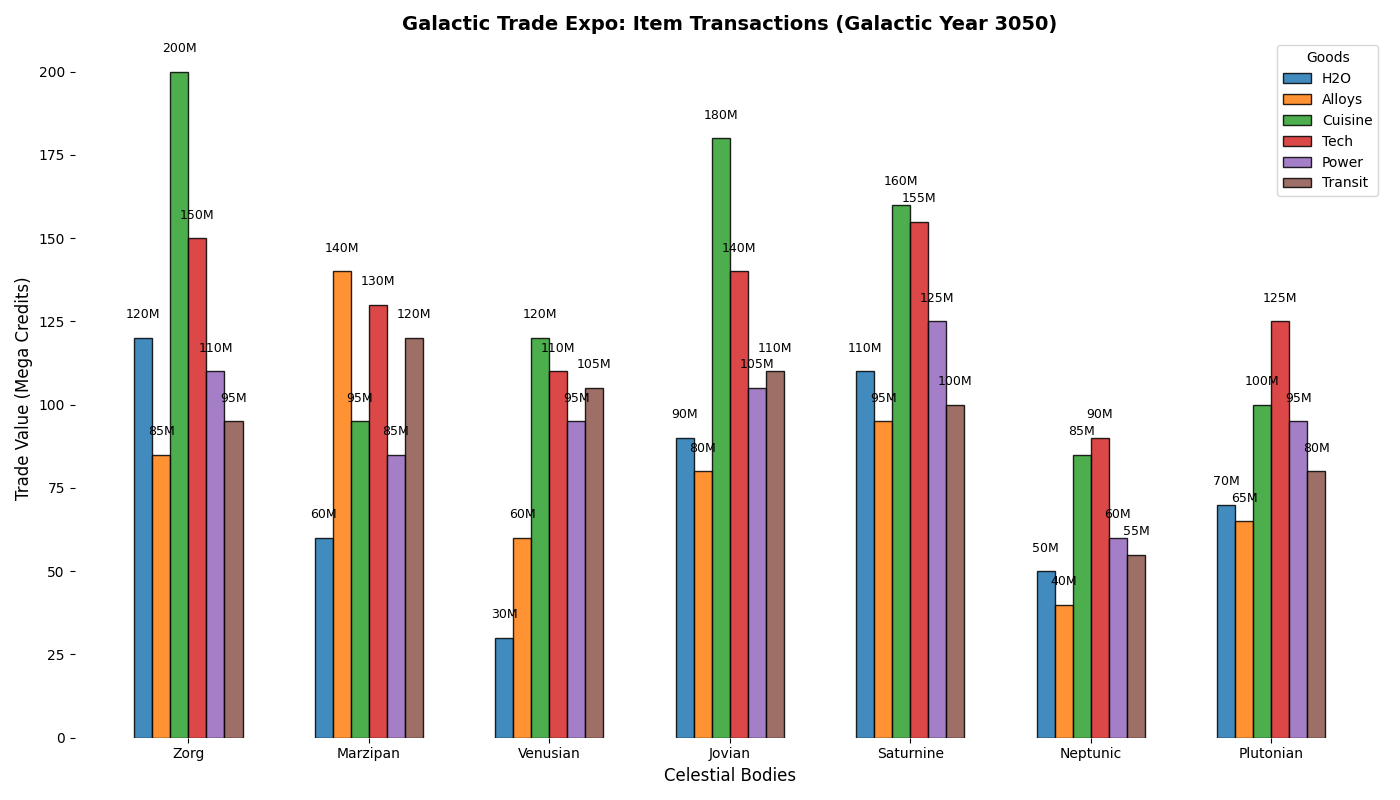 Galactic Trade Expo: Item Transactions (Galactic Year 3050)
Trade Value (Mega Credits)
200
175
150
125
100
75
50
25
0
120M
85M
200M
150M
110M
95M
60M
140M
95M
130M
85M
120M
30M
60M
120M
110M
95M
105M
90M
80M
180M
140M
105M
110M
110M
95M
160M
155M
125M
100M
50M
40M
85M
90M
60M
55M
70M
65M
100M
125M
95M
80M
Goods
H2O
Alloys
Cuisine
Tech
Power
Transit
Zorg
Marzipan
Venusian
Jovian
Saturnine
Neptunic
Plutonian
Celestial Bodies